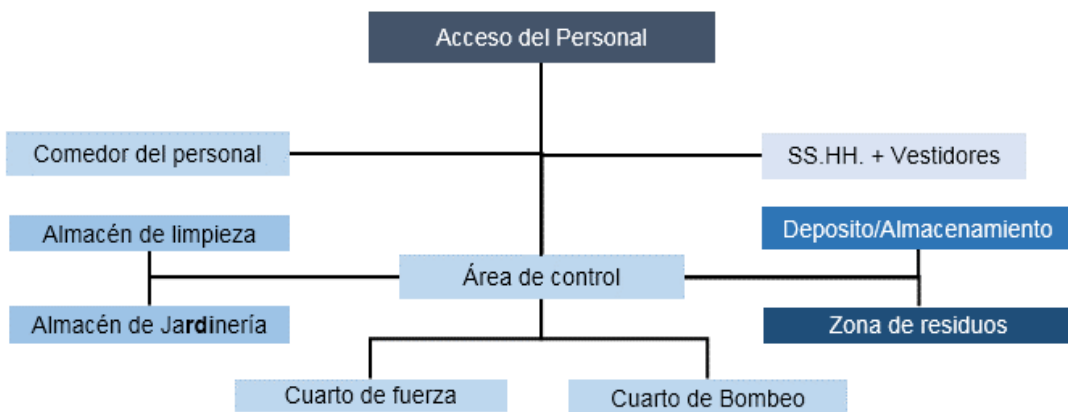 Acceso del Personal
Comedor del personal
SS.HH. + Vestidores
Almacén de limpieza
Deposito/Almacenamiento
Área de control
Almacén de Jardinería
Zona de residuos
Cuarto de fuerza
Cuarto de Bombeo